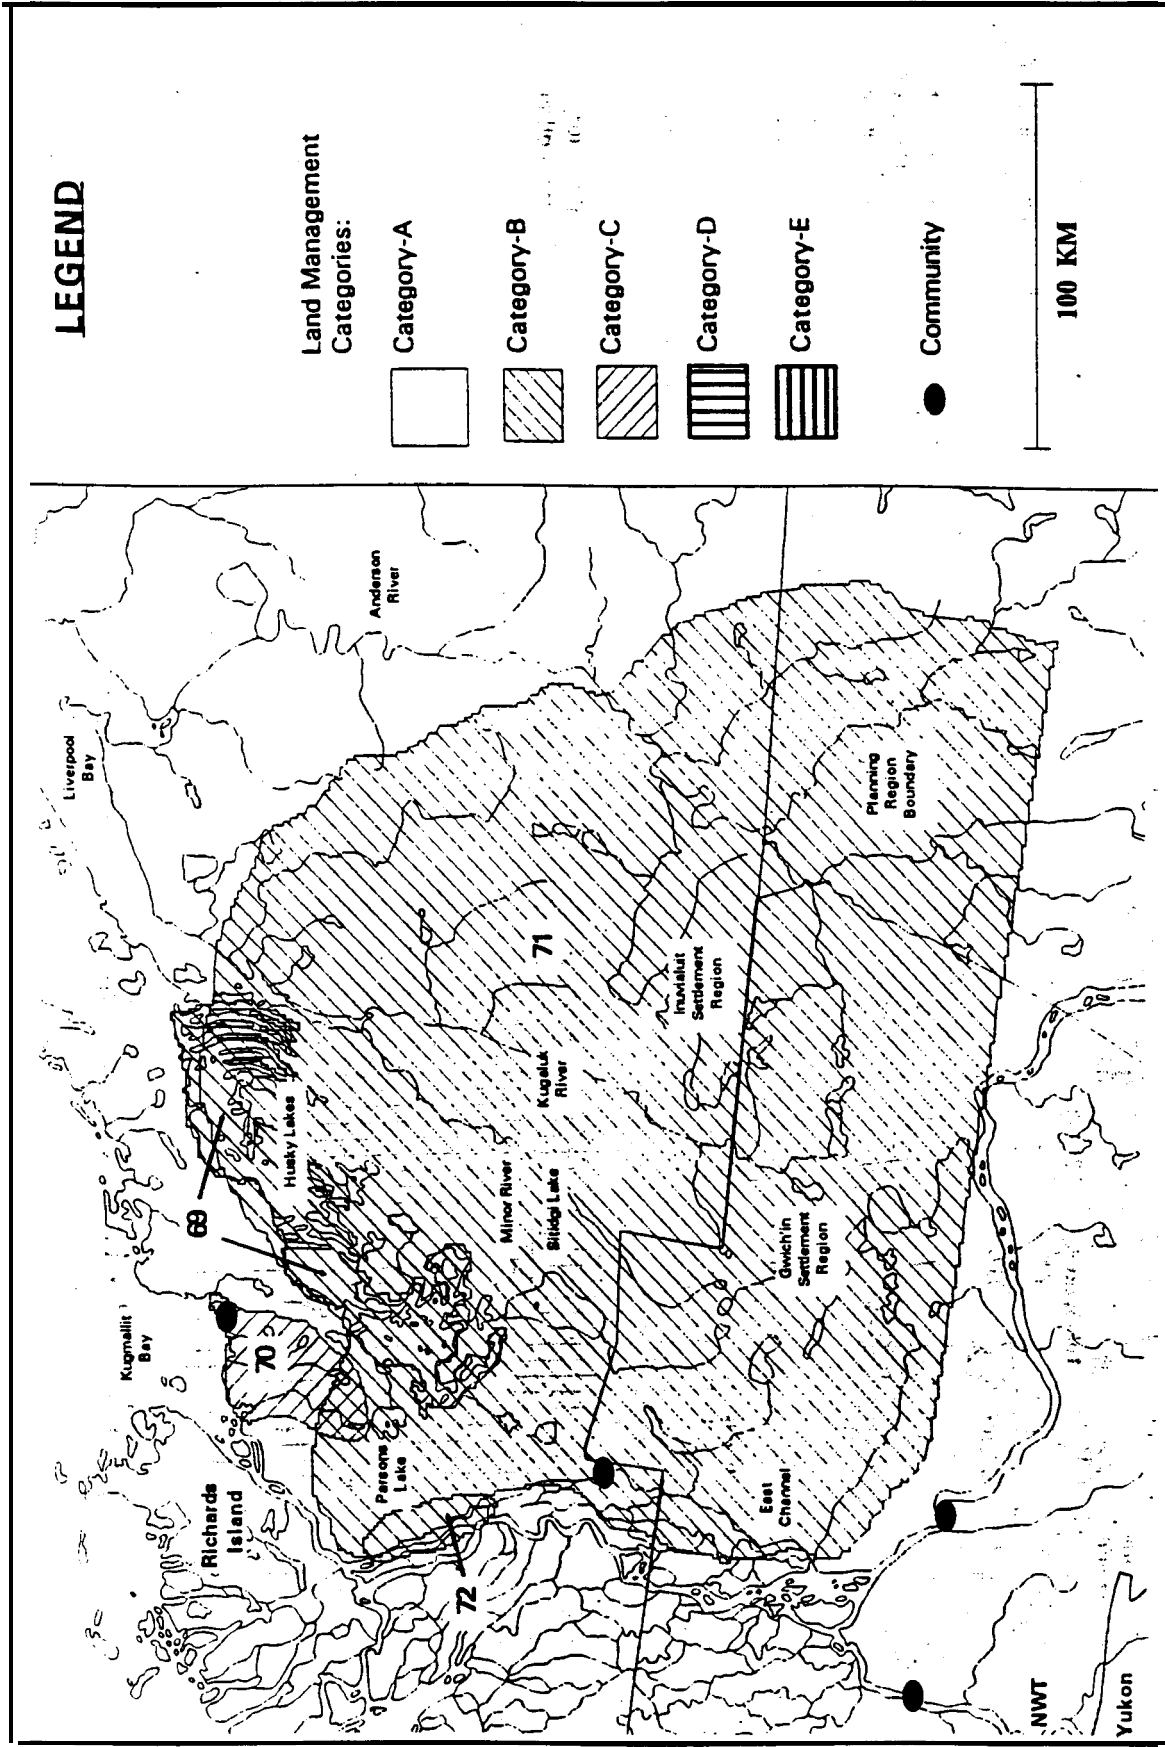 LEGEND
Land Management
Categories:
Category-A
Category-B
Category-C
Category-D
Category-E
Community
100 KM
Liverpool
Bay
Anderson
River
Kugmallit
Bay
Richards
Island
69
70
71
72
Husky Lakes
Parsons
Lake
Minor River
Sitidgi Lake
Kugaluk
River
Inuvialuit
Settlement
Region
Planning
Region
Boundary
Gwich'in
Settlement
Region
East
Channel
NWT
Yukon